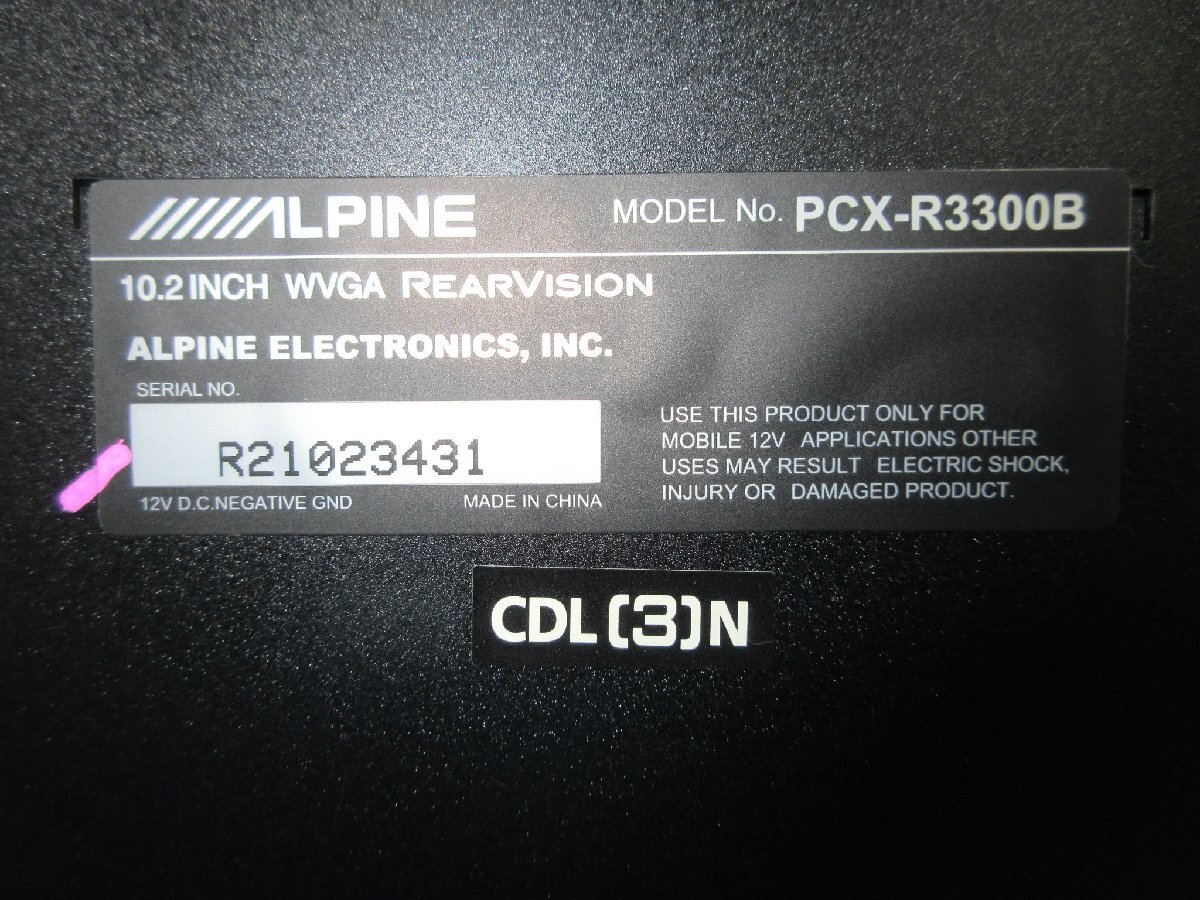 ALPINE MODEL No. PCX-R3300B
10.2 INCH WVGA REARVISION
ALPINE ELECTRONICS, INC.
SERIAL NO.
R21023431
12V D.C.NEGATIVE GND MADE IN CHINA
USE THIS PRODUCT ONLY FOR
MOBILE 12V APPLICATIONS OTHER
USES MAY RESULT ELECTRIC SHOCK,
INJURY OR DAMAGED PRODUCT.
CDL(3)N